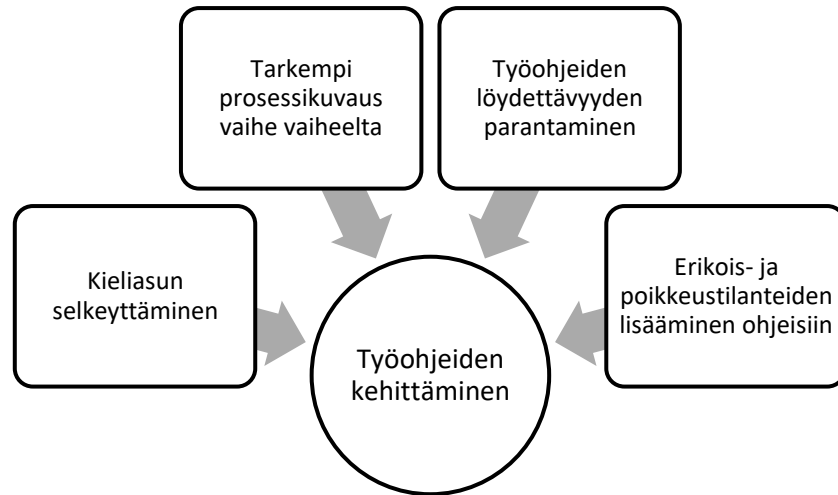 Tarkempi
prosessikuvaus
vaihe vaiheelta
Työohjeiden
löydettävyyden
parantaminen
Kieliasun
selkeyttäminen
Erikois- ja
poikkeustilanteiden
lisääminen ohjeisiin
Työohjeiden
kehittäminen